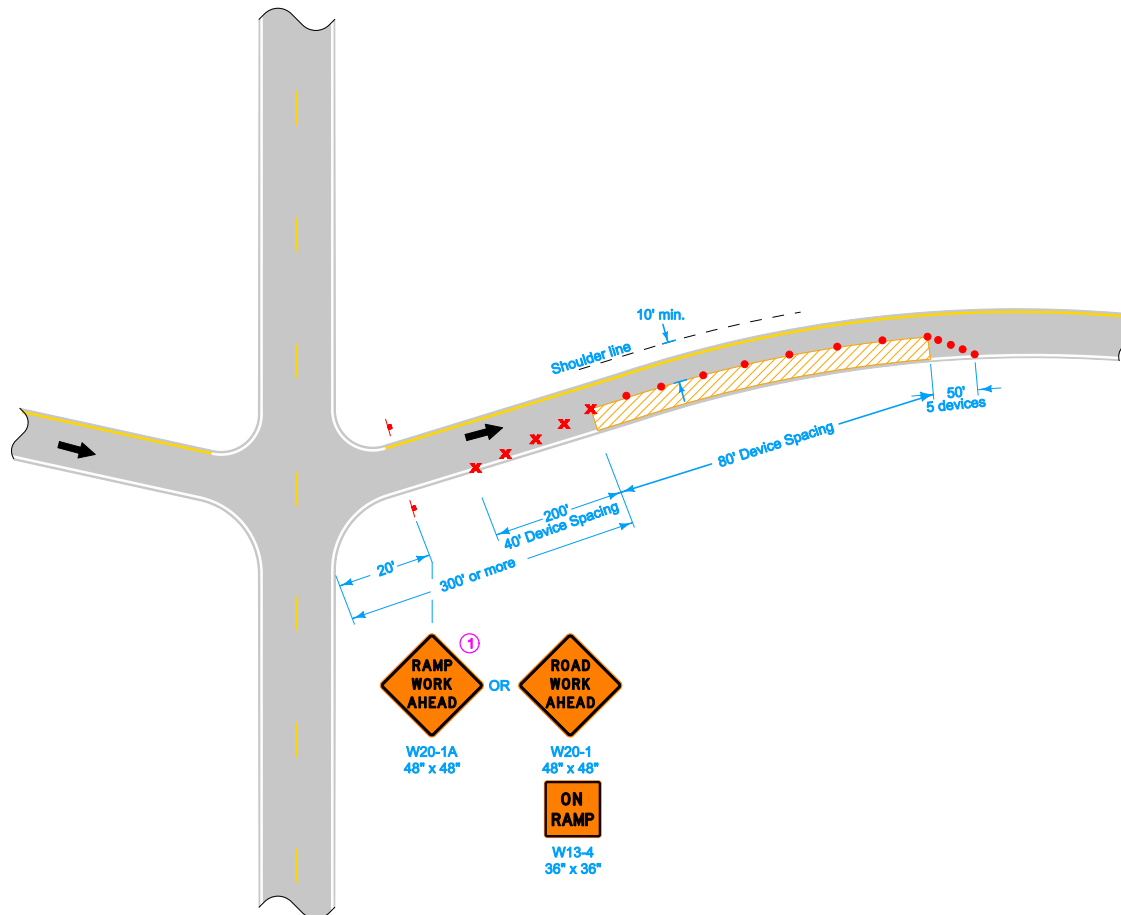 10' min.
Shoulder line
50'
5 devices
80' Device Spacing
200'
40' Device Spacing
20'
300' or more
1
RAMP
WORK
AHEAD
OR
ROAD
WORK
AHEAD
W20-1A
48" x 48"
W20-1
48" x 48"
ON
RAMP
W13-4
36" x 36"